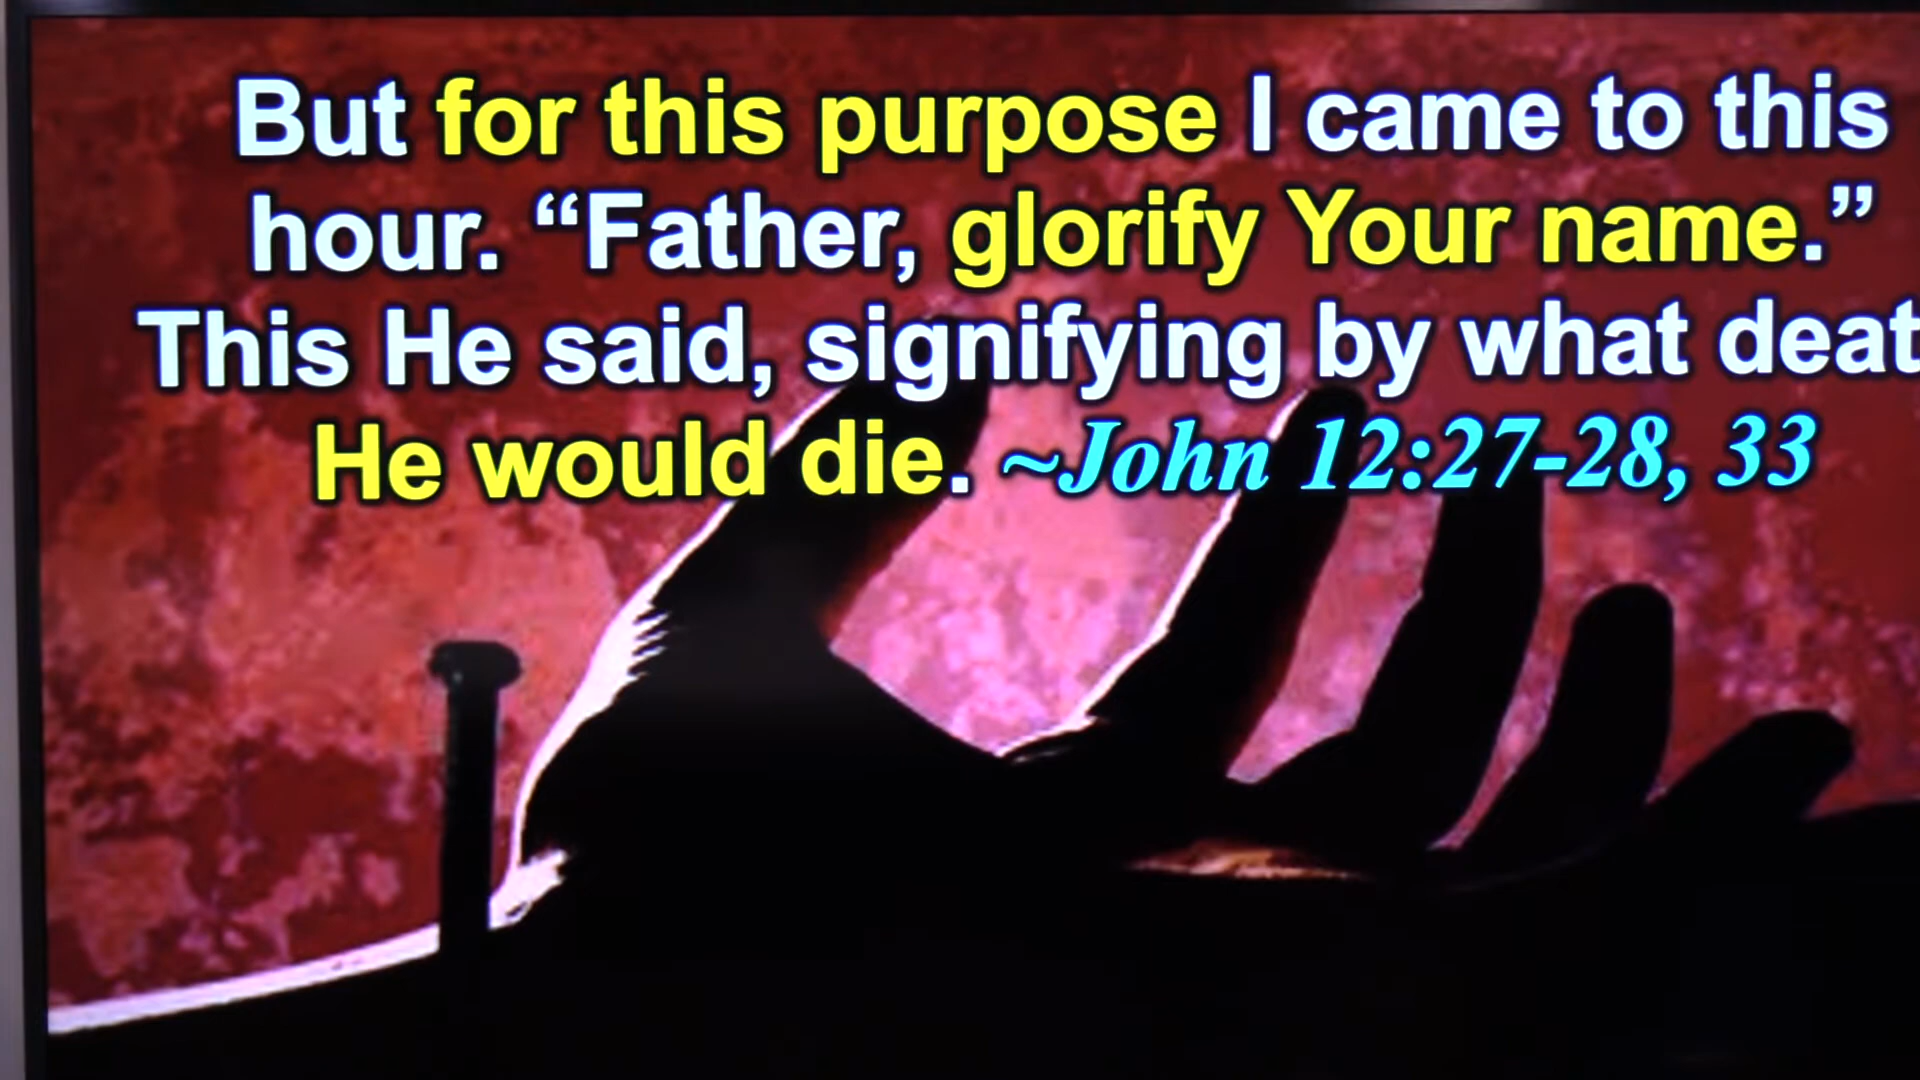 But for this purpose I came to this
hour. “Father, glorify Your name.”
This He said, signifying by what deat
He would die. ~John 12:27-28, 33